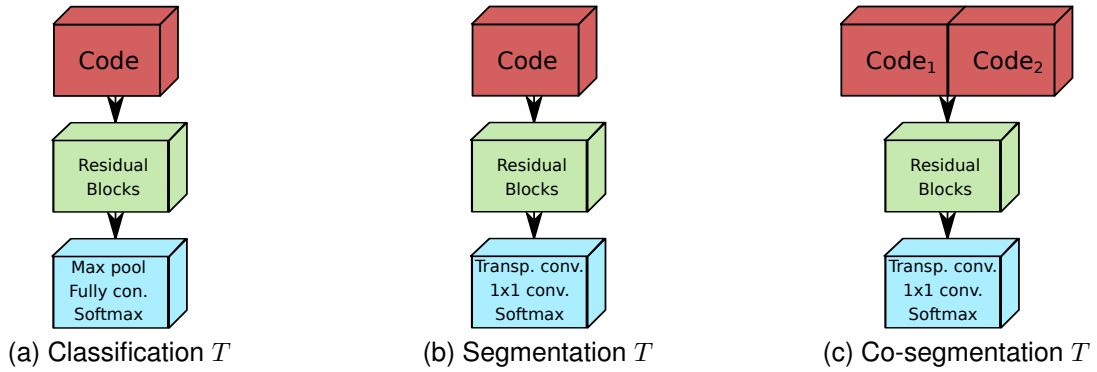 Code
Residual
Blocks
Max pool
Fully con.
Softmax
(a) Classification T
Code
Residual
Blocks
Transp. conv.
1x1 conv.
Softmax
(b) Segmentation T
Code₁ Code₂
Residual
Blocks
Transp. conv.
1x1 conv.
Softmax
(c) Co-segmentation T